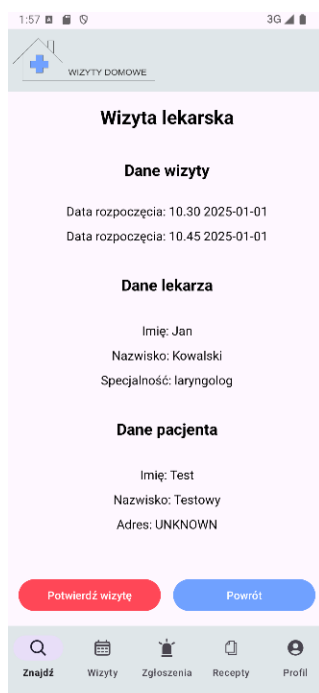 1:57
3G
WIZYTY DOMOWE
Wizyta lekarska
Dane wizyty
Data rozpoczęcia: 10.30 2025-01-01
Data rozpoczęcia: 10.45 2025-01-01
Dane lekarza
Imię: Jan
Nazwisko: Kowalski
Specjalność: laryngolog
Dane pacjenta
Imię: Test
Nazwisko: Testowy
Adres: UNKNOWN
Potwierdź wizytę
Powrót
Znajdź
Wizyty
Zgłoszenia
Recepty
Profil